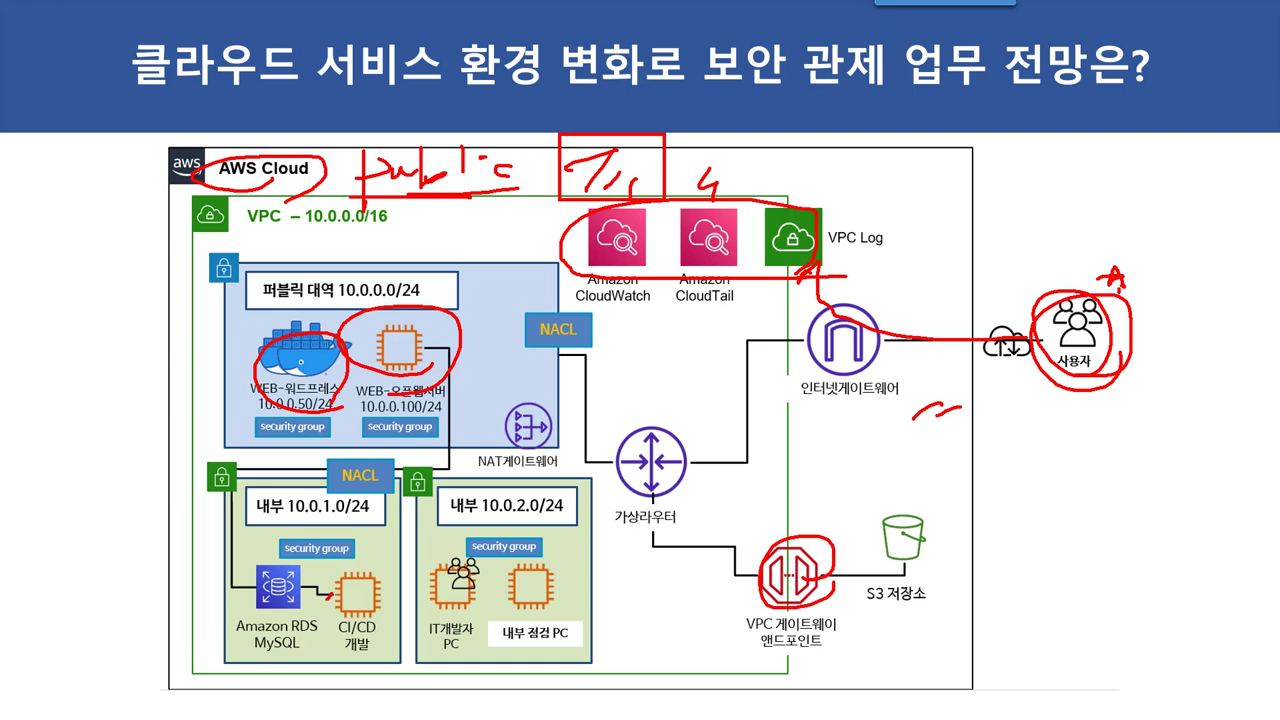 클라우드 서비스 환경 변화로 보안 관제 업무 전망은?
aws
AWS Cloud
public
VPC – 10.0.0.0/16
VPC Log
Amazon CloudWatch
Amazon CloudTail
퍼블릭 대역 10.0.0.0/24
NACL
WEB-워드프레스
10.0.0.50/24
security group
WEB-오픈웹서버
10.0.0.100/24
security group
NAT게이트웨어
인터넷게이트웨어
사용자
가상라우터
NACL
내부 10.0.1.0/24
security group
Amazon RDS
MySQL
CI/CD
개발
내부 10.0.2.0/24
security group
IT개발자
PC
내부 점검 PC
VPC 게이트웨이
앤드포인트
S3 저장소